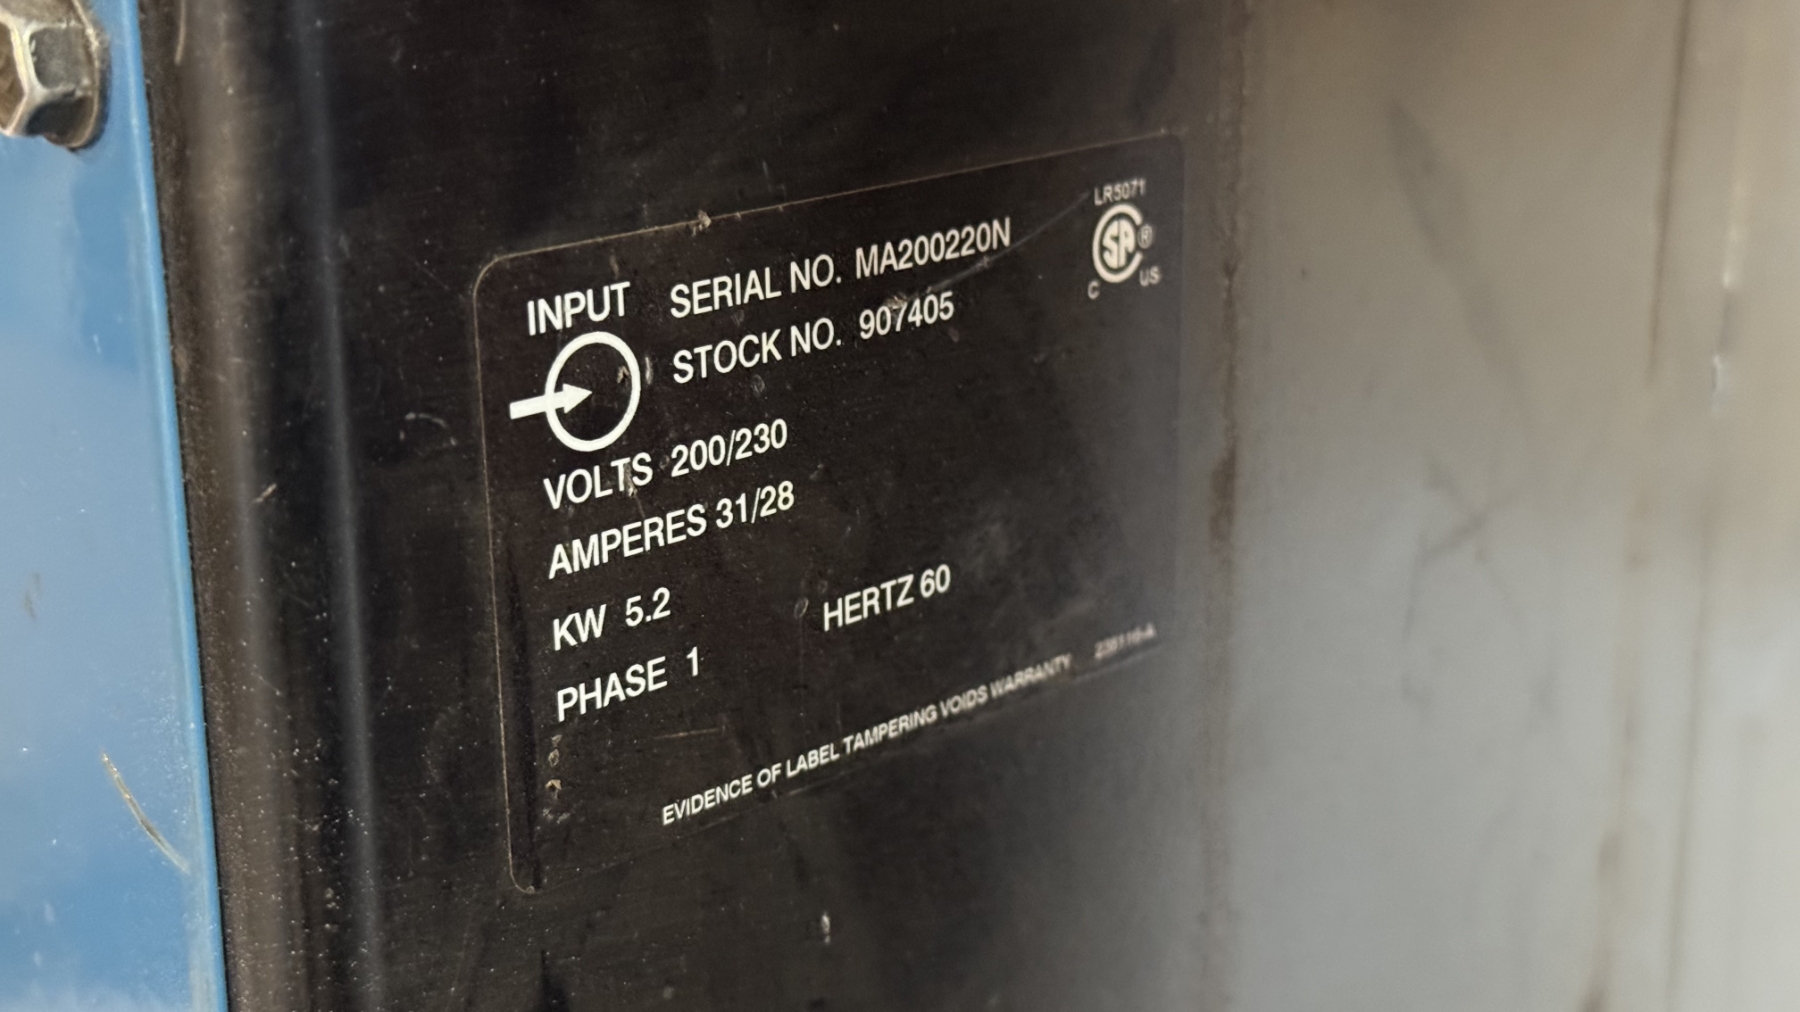 LR5071
INPUT SERIAL NO. MA200220N
SA ®
C US
STOCK NO. 907405
VOLTS 200/230
AMPERES 31/28
KW 5.2 HERTZ 60
PHASE 1
EVIDENCE OF LABEL TAMPERING VOIDS WARRANTY